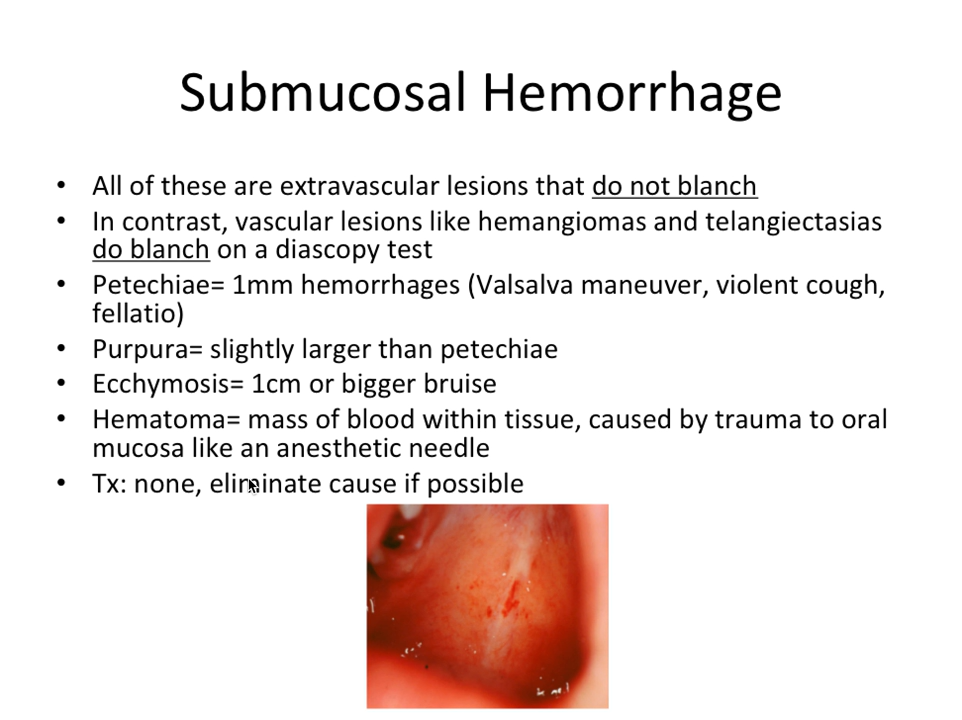 Submucosal Hemorrhage
• All of these are extravascular lesions that do not blanch
• In contrast, vascular lesions like hemangiomas and telangiectasias
do blanch on a diascopy test
• Petechiae= 1mm hemorrhages (Valsalva maneuver, violent cough,
fellatio)
• Purpura= slightly larger than petechiae
• Ecchymosis= 1cm or bigger bruise
• Hematoma= mass of blood within tissue, caused by trauma to oral
mucosa like an anesthetic needle
• Tx: none, eliminate cause if possible